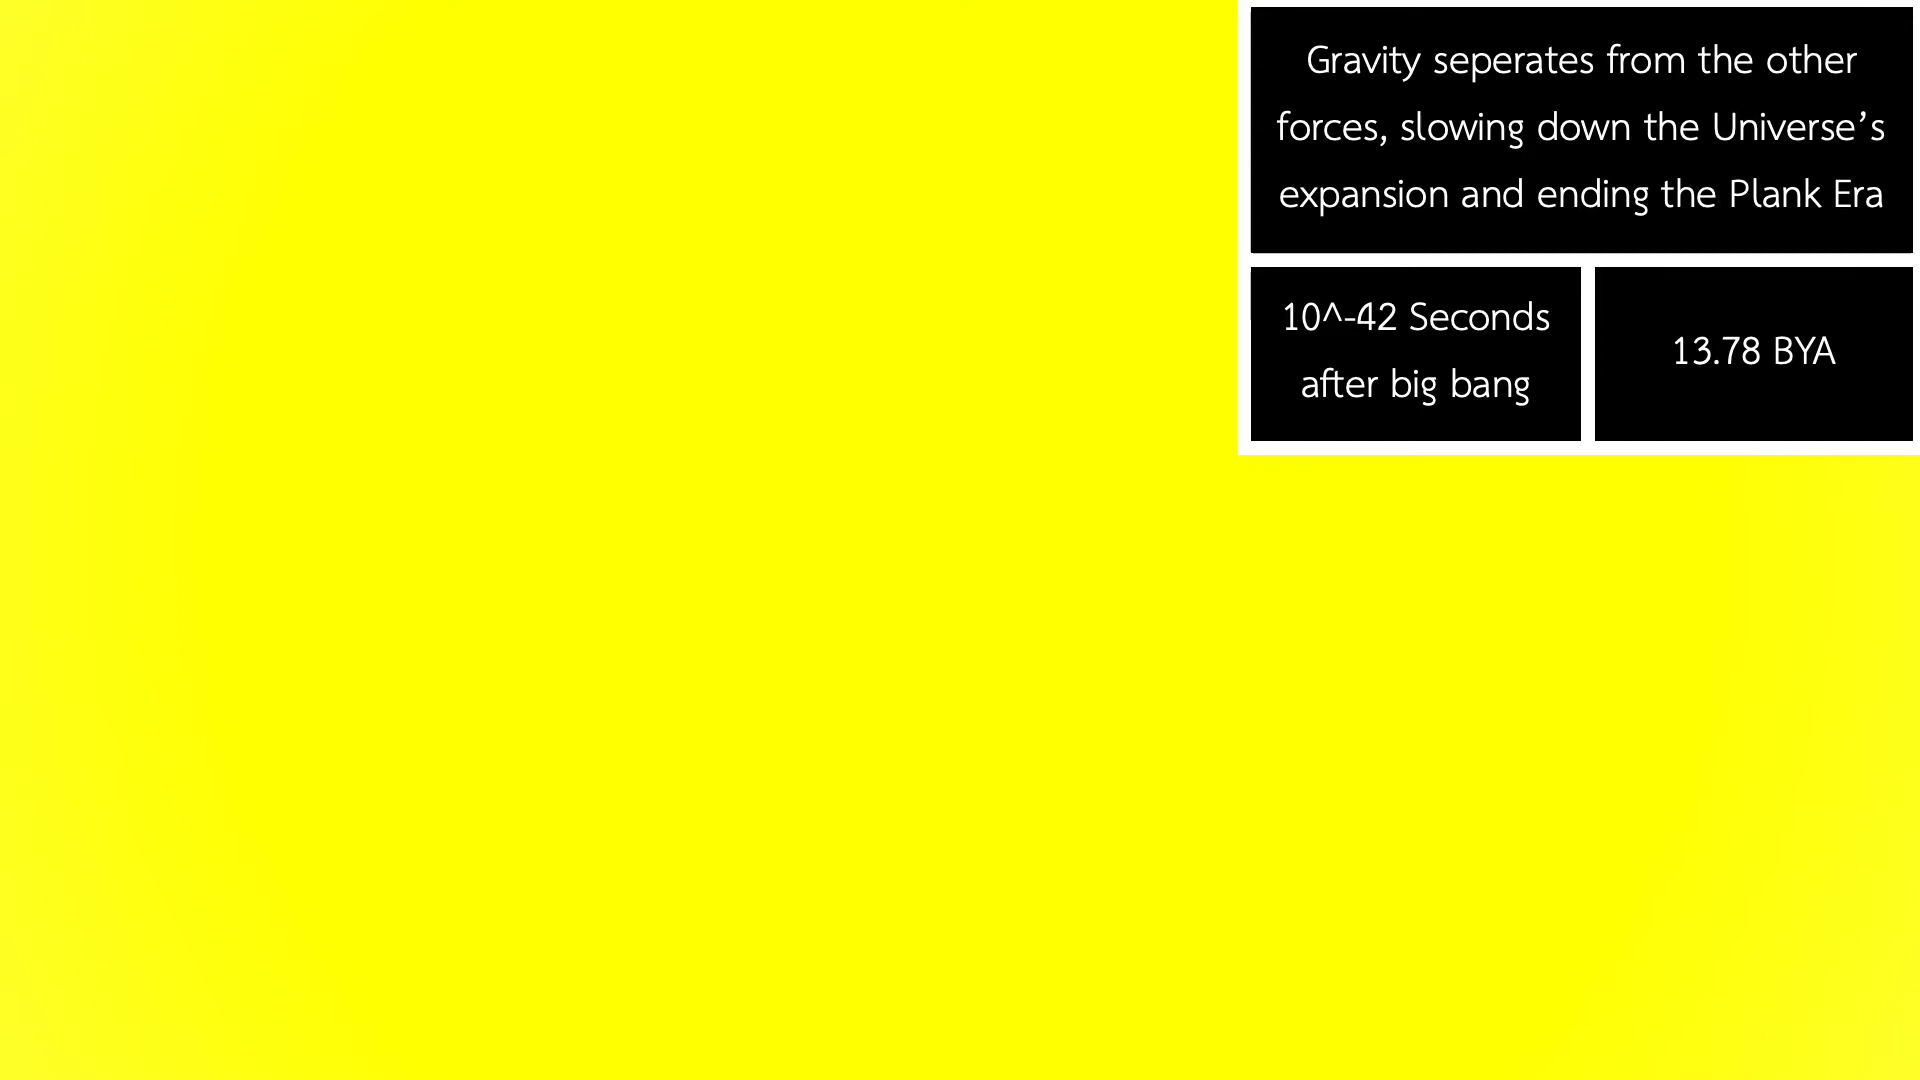 Gravity seperates from the other
forces, slowing down the Universe’s
expansion and ending the Plank Era
10^-42 Seconds
after big bang
13.78 BYA